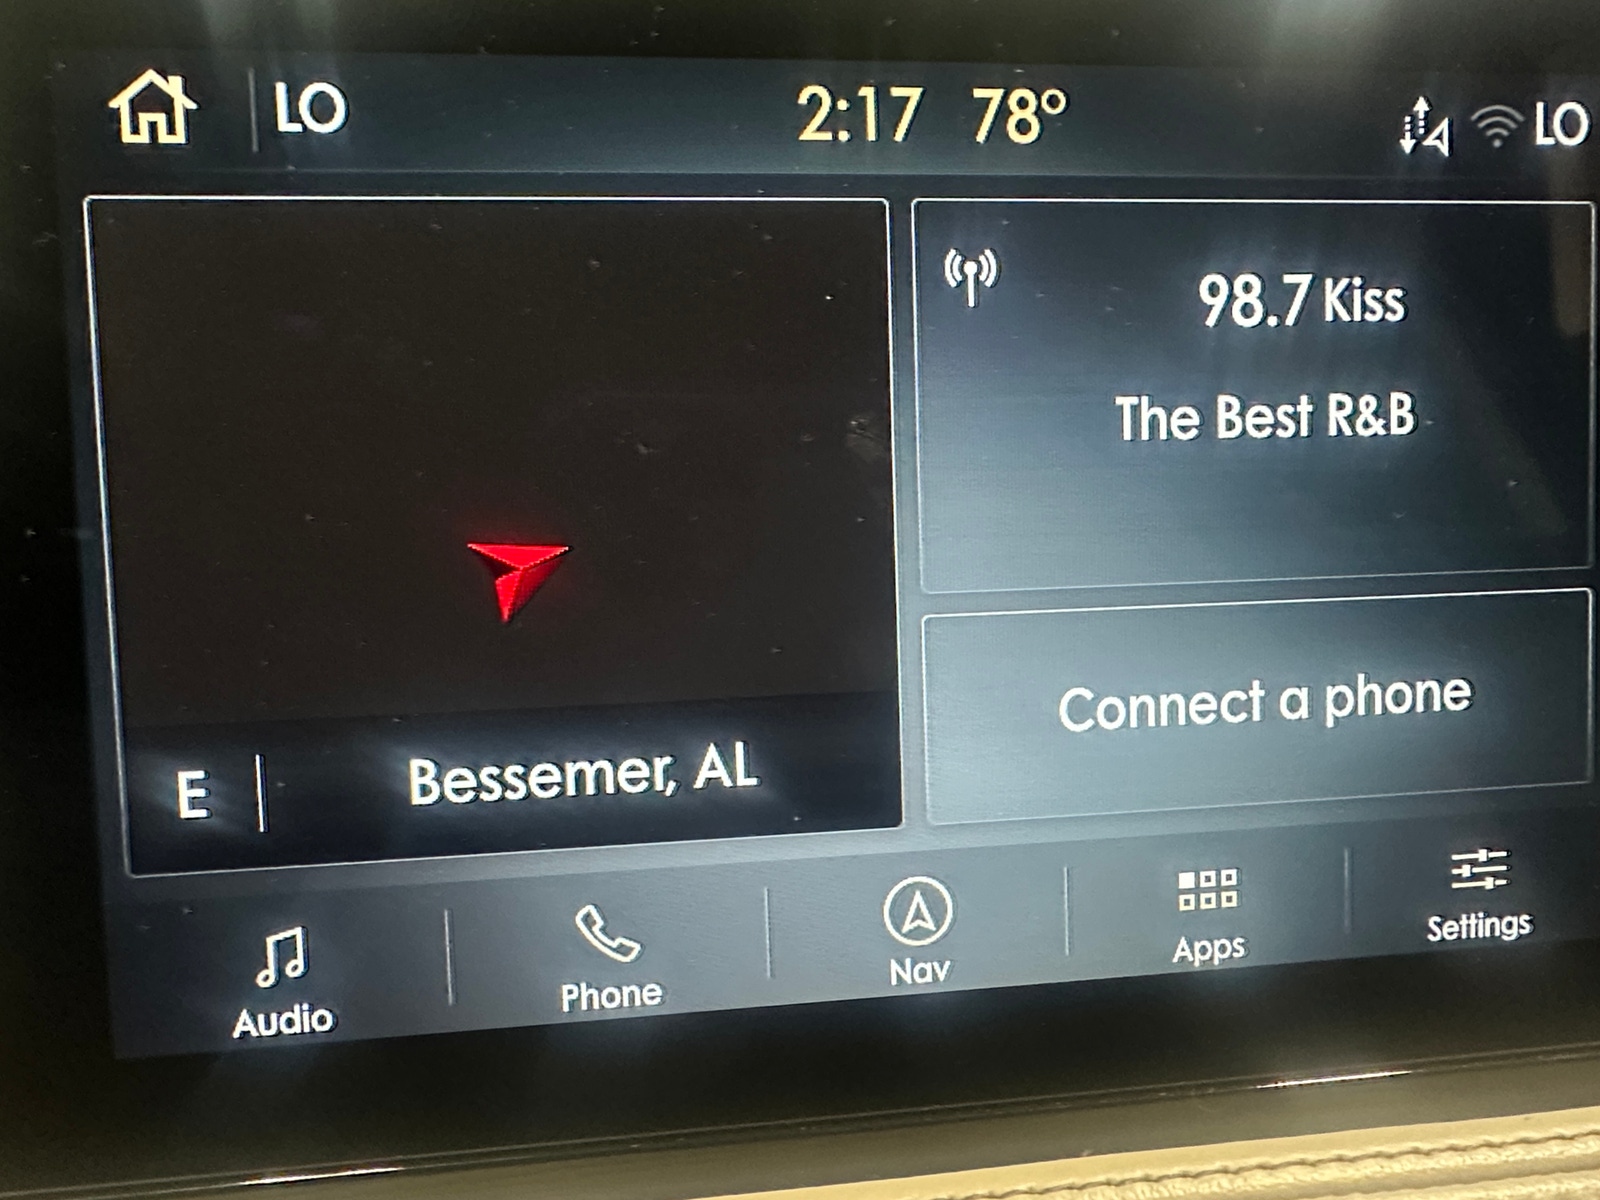 LO
2:17 78°
LO
98.7 Kiss
The Best R&B
E
Bessemer, AL
Connect a phone
Audio
Phone
Nav
Apps
Settings